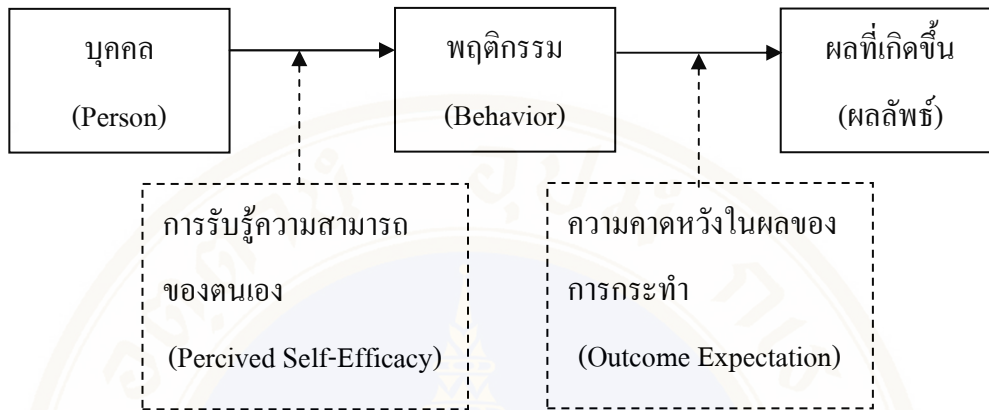 บุคคล
(Person)
พฤติกรรม
(Behavior)
ผลที่เกิดขึ้น
(ผลลัพธ์)
การรับรู้ความสามารถ
ของตนเอง
(Percived Self-Efficacy)
ความคาดหวังในผลของ
การกระทำ
(Outcome Expectation)